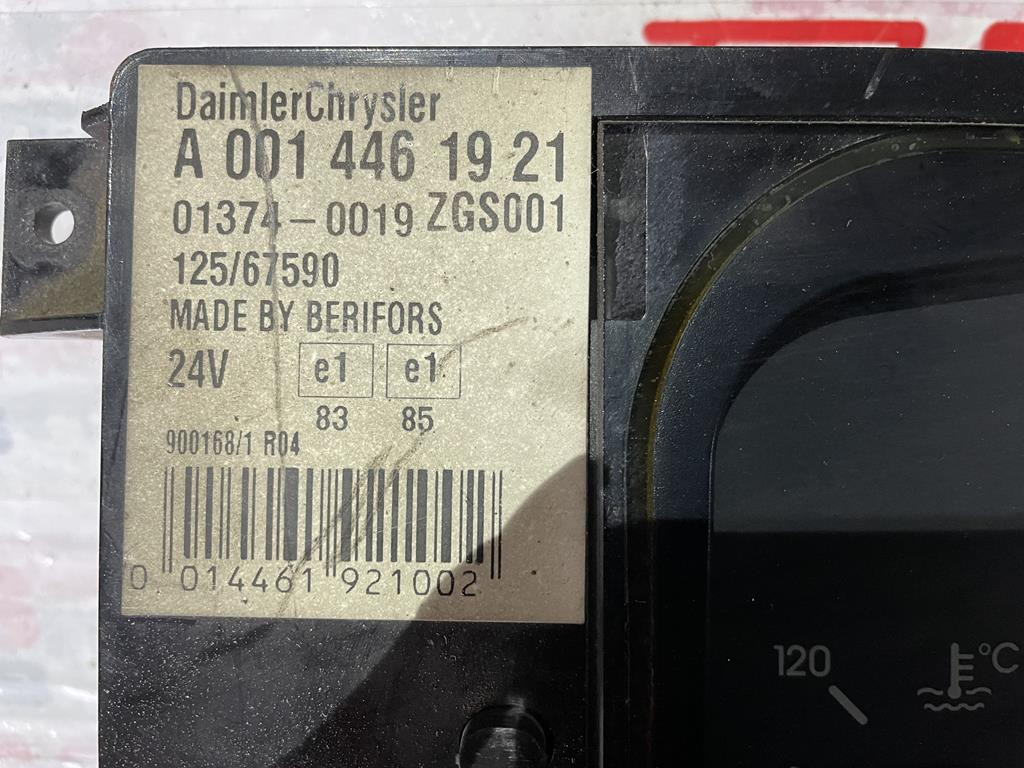 DaimlerChrysler
A 001 446 19 21
01374-0019 ZGS001
125/67590
MADE BY BERIFORS
24V e1 e1
83 85
900168/1 R04
0 014461 921002
120 °C